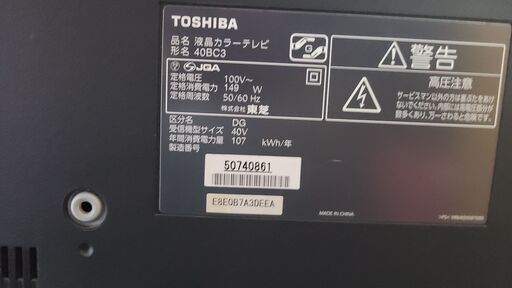 TOSHIBA
品名 液晶カラーテレビ
形名 40BC3
JQA
定格電圧 100V~
定格消費電力 149 W
定格周波数 50/60 Hz
株式会社 東芝
区分名 DG
受信機型サイズ 40V
年間消費電力量 107 kWh/年
製造番号
50740861
E8E0B7A3DEEA
警告
高圧注意
サービスマン以外の方は裏ぶたをあけ
ないでください。内部には高電圧部分が
数多くあり、万一さわると危険です。
MADE IN CHINA